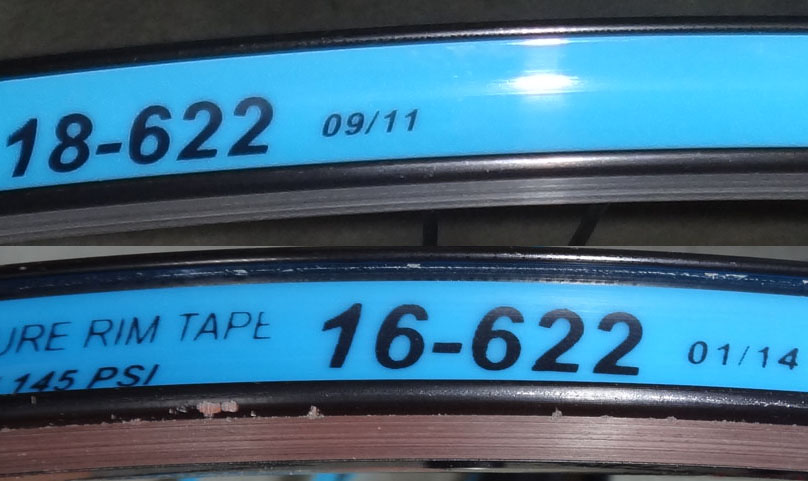 18-622 09/11
URE RIM TAPE
145 PSI
16-622 01/14